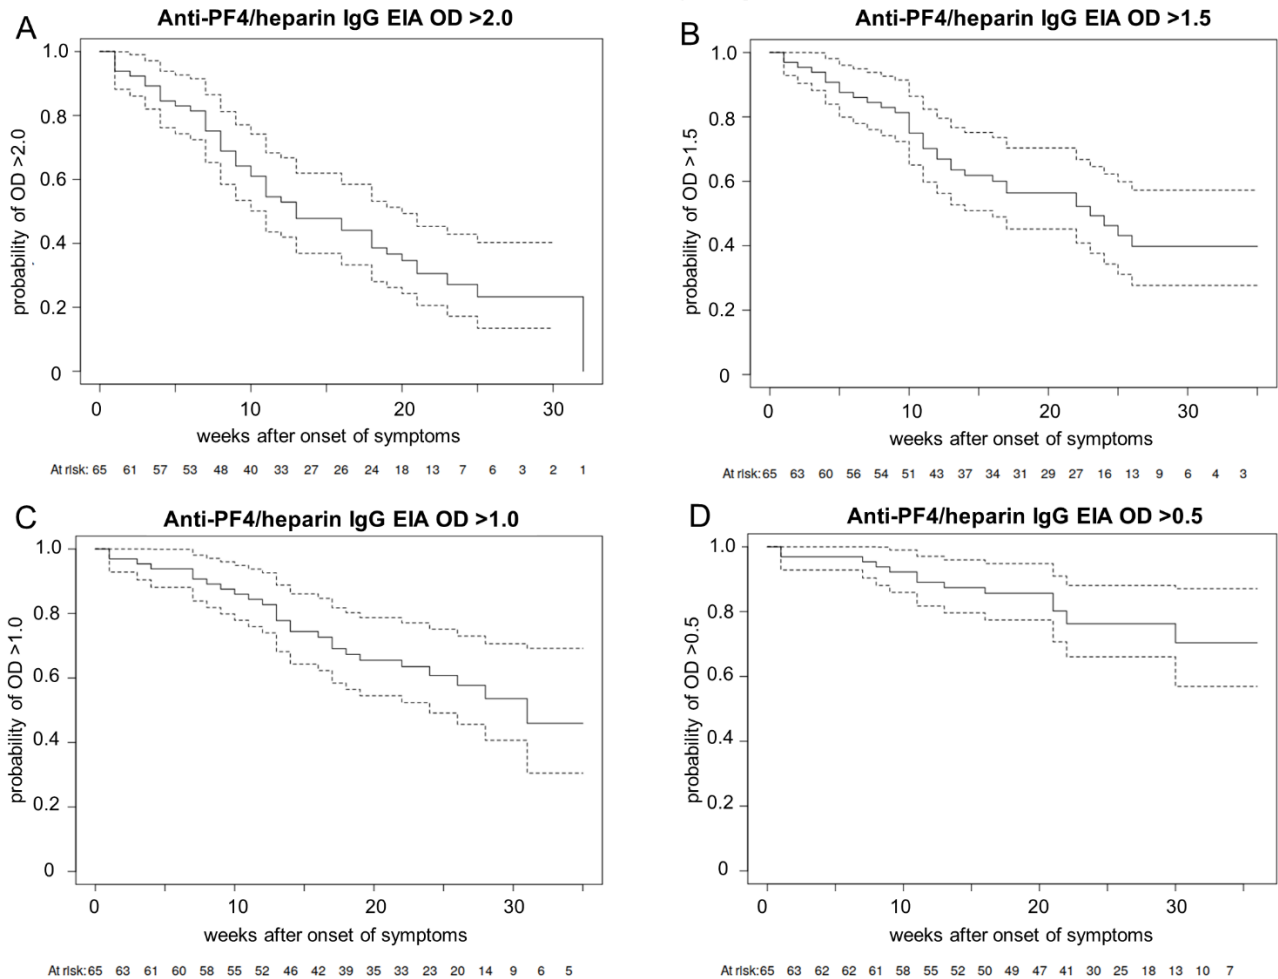 A
Anti-PF4/heparin IgG EIA OD >2.0
probability of OD >2.0
1.0
0.8
0.6
0.4
0.2
0
0 10 20 30
weeks after onset of symptoms
At risk: 65 61 57 53 48 40 33 27 26 24 18 13 7 6 3 2 1
B
Anti-PF4/heparin IgG EIA OD >1.5
probability of OD >1.5
1.0
0.8
0.6
0.4
0.2
0
0 10 20 30
weeks after onset of symptoms
At risk: 65 63 60 56 54 51 43 37 34 31 29 27 16 13 9 6 4 3
C
Anti-PF4/heparin IgG EIA OD >1.0
probability of OD >1.0
1.0
0.8
0.6
0.4
0.2
0
0 10 20 30
weeks after onset of symptoms
At risk: 65 63 61 60 58 55 52 46 42 39 35 33 23 20 14 9 6 5
D
Anti-PF4/heparin IgG EIA OD >0.5
probability of OD >0.5
1.0
0.8
0.6
0.4
0.2
0
0 10 20 30
weeks after onset of symptoms
At risk: 65 63 62 62 61 58 55 52 50 49 47 41 30 25 18 13 10 7